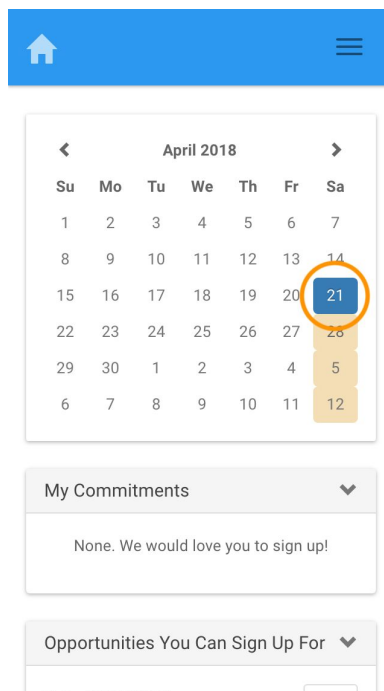 April 2018
Su Mo Tu We Th Fr Sa
1 2 3 4 5 6 7
8 9 10 11 12 13 14
15 16 17 18 19 20 21
22 23 24 25 26 27 28
29 30 1 2 3 4 5
6 7 8 9 10 11 12
My Commitments
None. We would love you to sign up!
Opportunities You Can Sign Up For